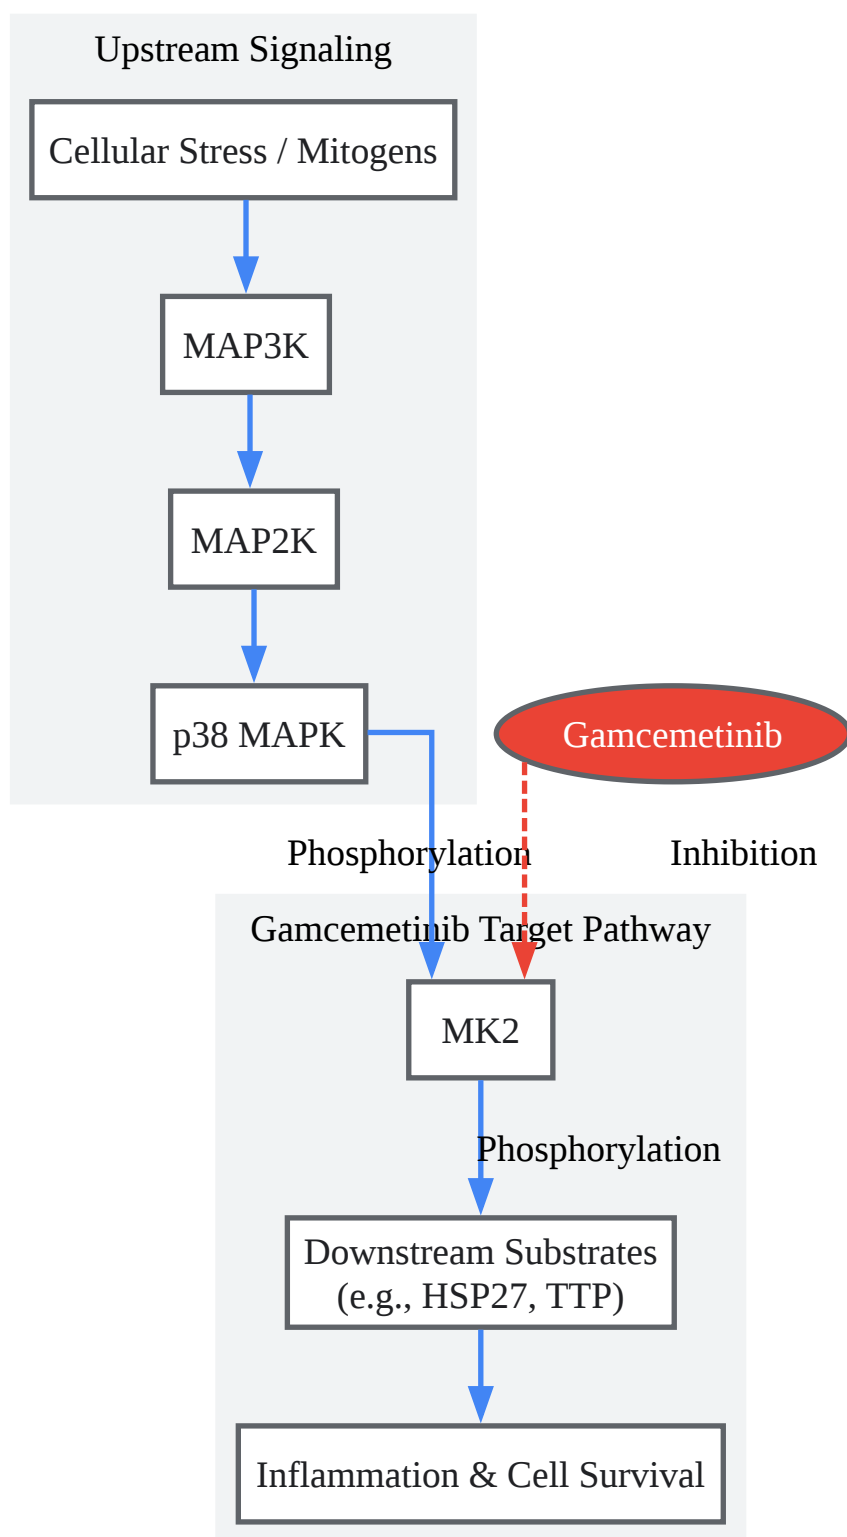 Upstream Signaling
Cellular Stress / Mitogens
MAP3K
MAP2K
p38 MAPK
Gamcemetinib
Phosphorylation
Inhibition
Gamcemetinib Target Pathway
MK2
Phosphorylation
Downstream Substrates
(e.g., HSP27, TTP)
Inflammation & Cell Survival